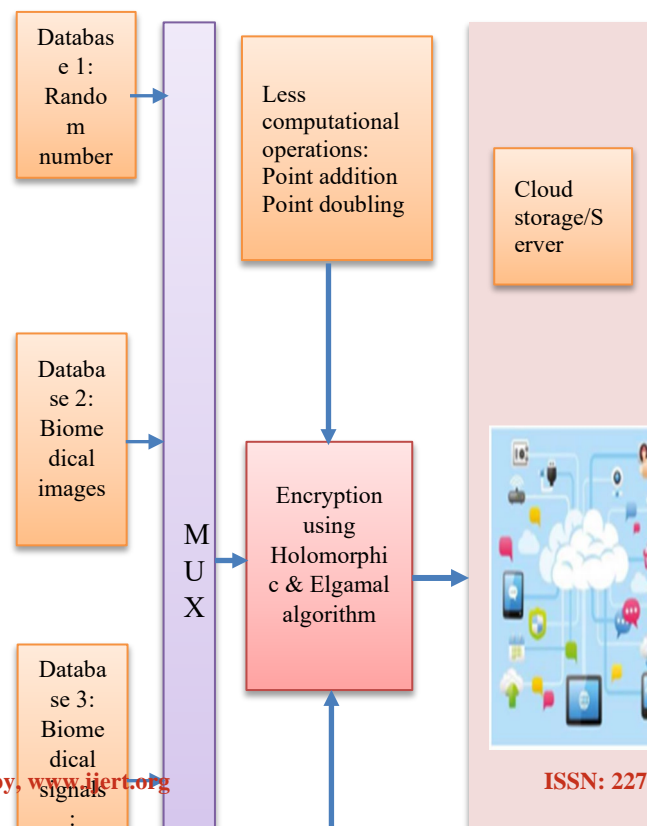 Databas
e 1:
Rando
m
number
Less
computational
operations:
Point addition
Point doubling
Cloud
storage/S
erver
Databa
se 2:
Biome
dical
images
M
U
X
Encryption
using
Holomorphi
c & Elgamal
algorithm
Databa
se 3:
Biome
dical
signals
:
by, www.ijert.org
ISSN: 227